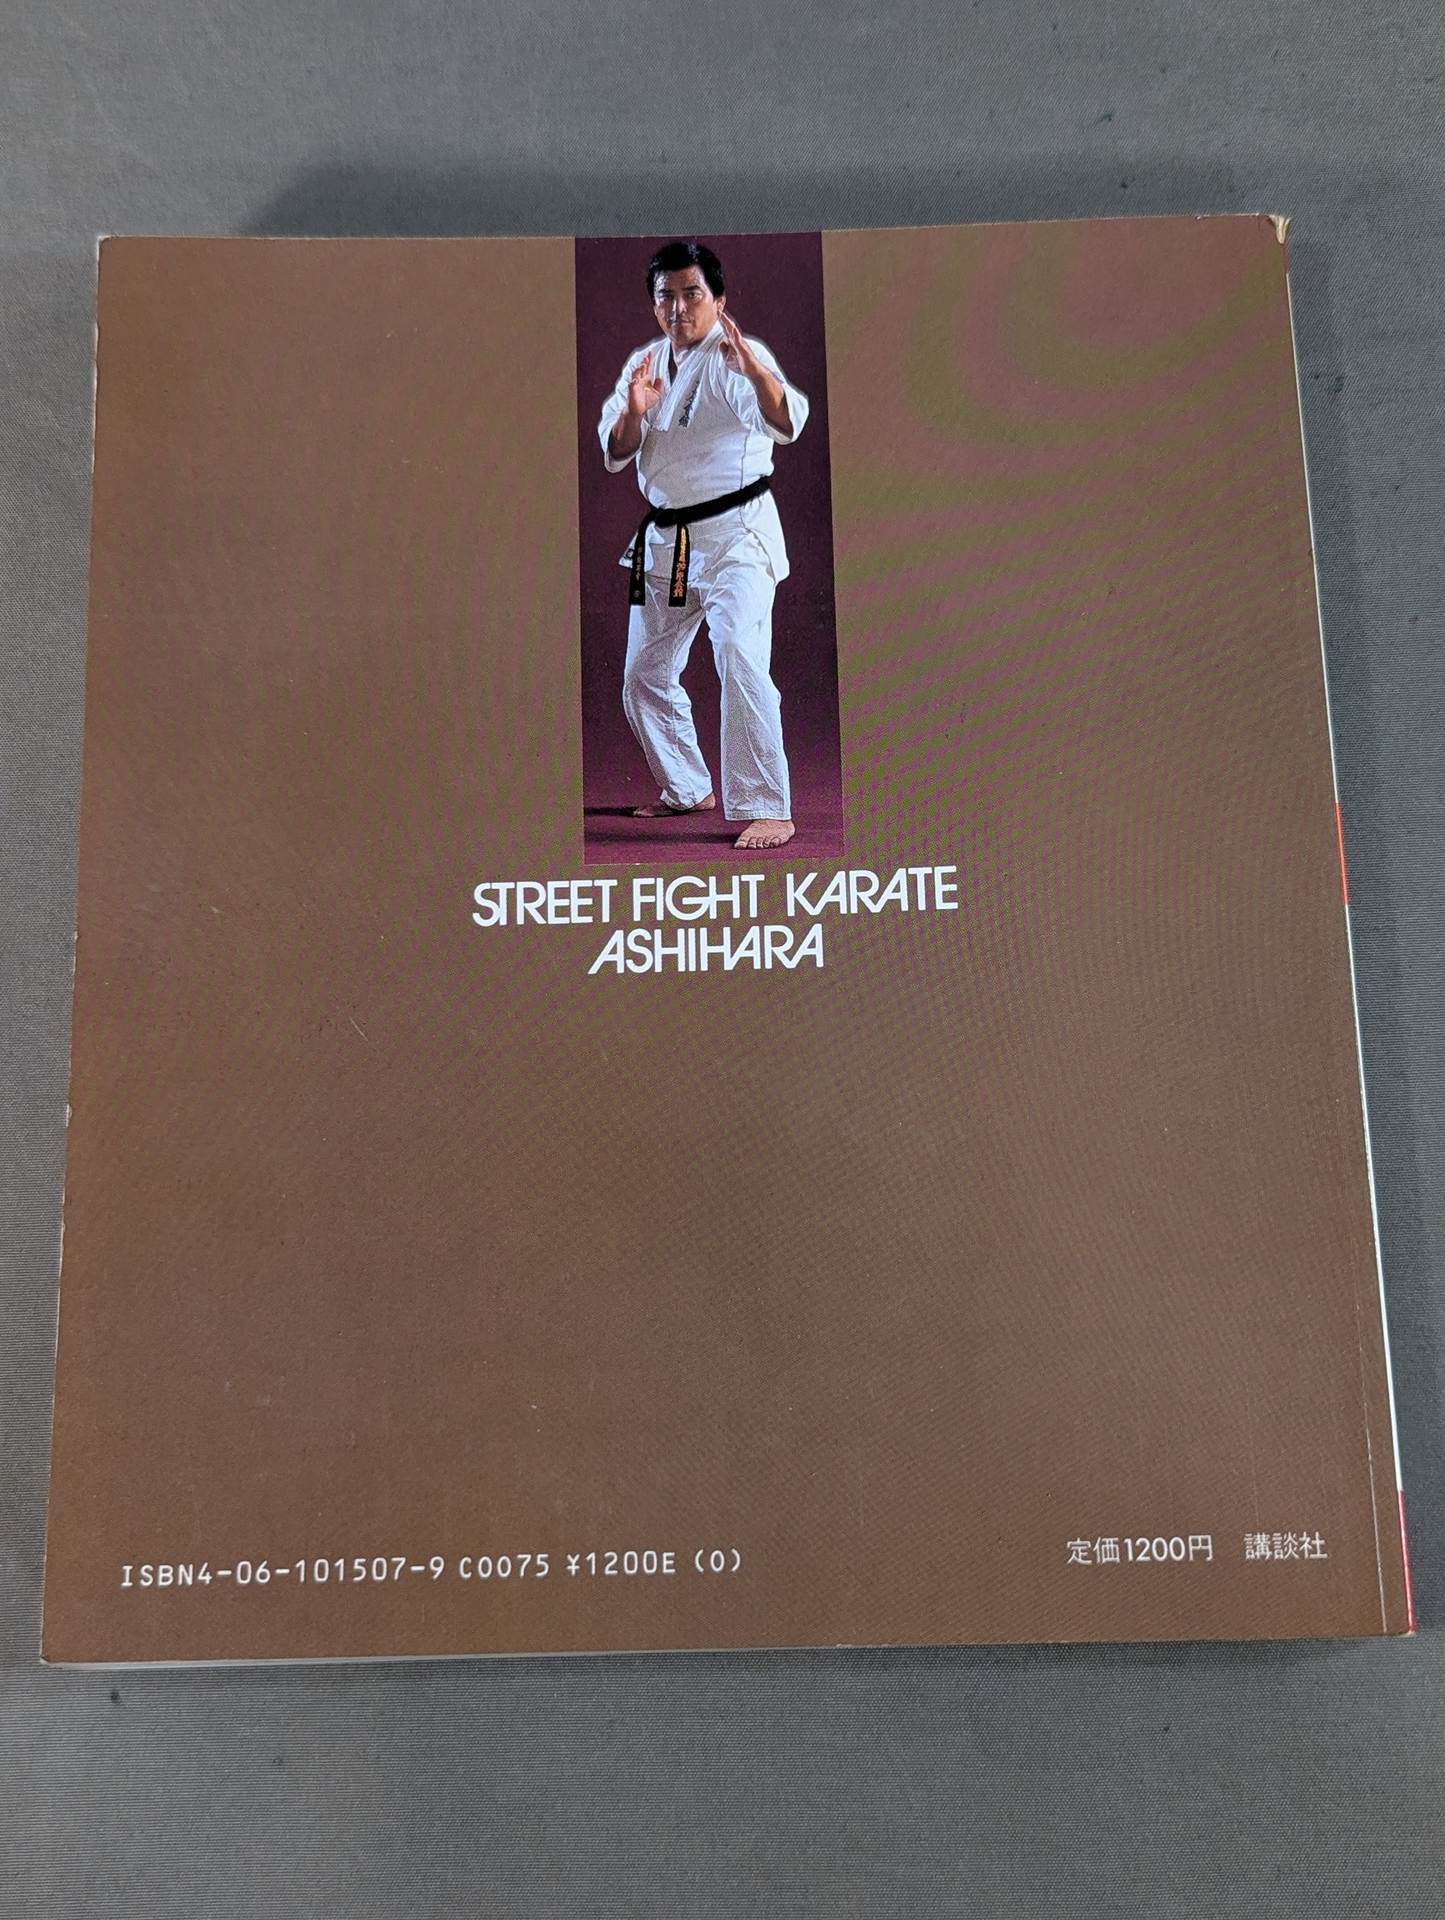 STREET FIGHT KARATE
ASHIHARA
ISBN4-06-101507-9 C0075 ¥1200E (0)
定価1200円 講談社